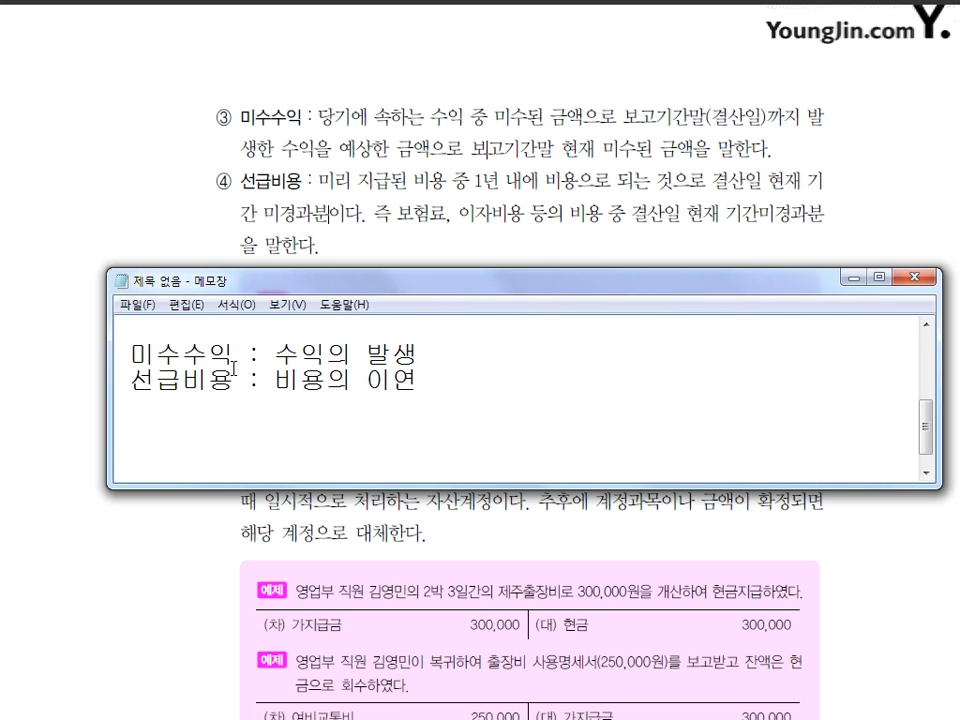 YoungJin.com Y.
③ 미수수익 : 당기에 속하는 수익 중 미수된 금액으로 보고기간말(결산일)까지 발
생한 수익을 예상한 금액으로 보고기간말 현재 미수된 금액을 말한다.
④ 선급비용 : 미리 지급된 비용 중 1년 내에 비용으로 되는 것으로 결산일 현재 기
간 미경과분이다. 즉 보험료, 이자비용 등의 비용 중 결산일 현재 기간미경과분
을 말한다.
제목 없음 - 메모장
파일(F) 편집(E) 서식(O) 보기(V) 도움말(H)
미수수익 : 수익의 발생
선급비용 : 비용의 이연
때 일시적으로 처리하는 자산계정이다. 추후에 계정과목이나 금액이 확정되면
해당 계정으로 대체한다.
예제 영업부 직원 김영민의 2박 3일간의 제주출장비로 300,000원을 개산하여 현금지급하였다.
(차) 가지급금 300,000 (대) 현금 300,000
예제 영업부 직원 김영민이 복귀하여 출장비 사용명세서(250,000원)를 보고받고 잔액은 현
금으로 회수하였다.
(차) 여비교통비 250,000 (대) 가지급금 300,000